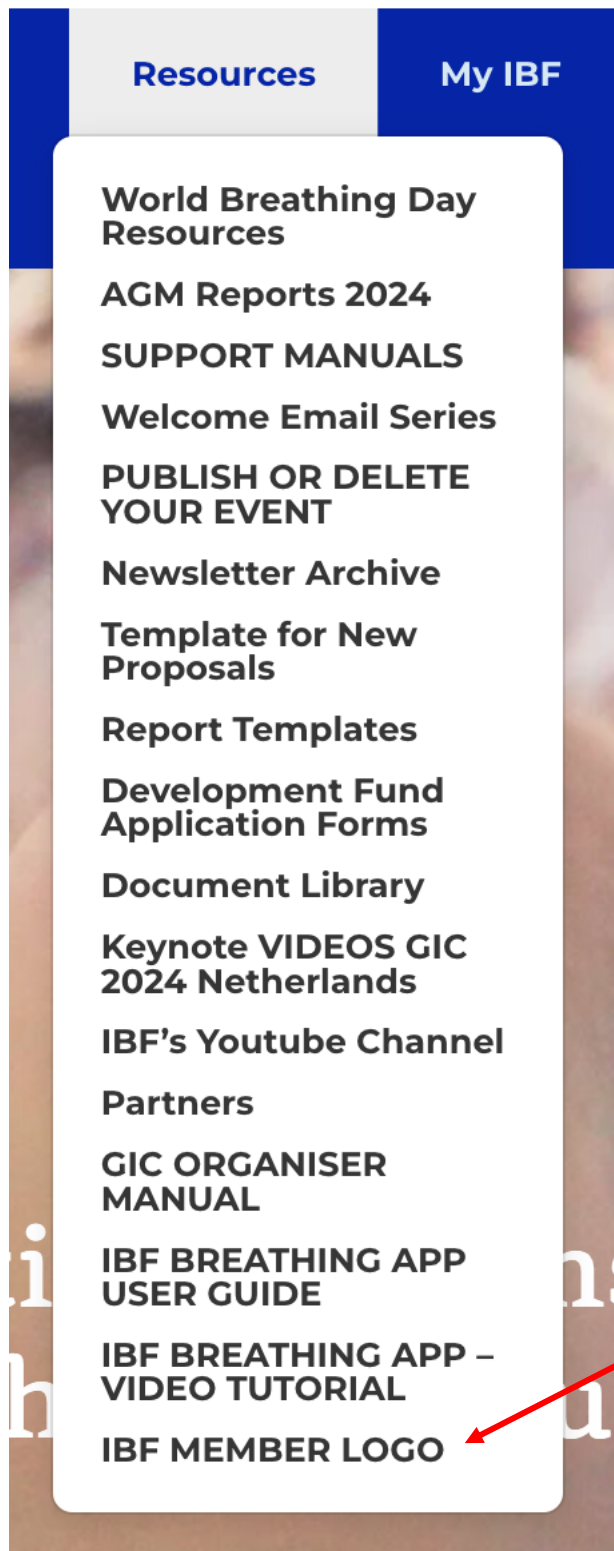 Resources
My IBF
World Breathing Day
Resources
AGM Reports 2024
SUPPORT MANUALS
Welcome Email Series
PUBLISH OR DELETE
YOUR EVENT
Newsletter Archive
Template for New
Proposals
Report Templates
Development Fund
Application Forms
Document Library
Keynote VIDEOS GIC
2024 Netherlands
IBF’s Youtube Channel
Partners
GIC ORGANISER
MANUAL
IBF BREATHING APP
USER GUIDE
IBF BREATHING APP –
VIDEO TUTORIAL
IBF MEMBER LOGO